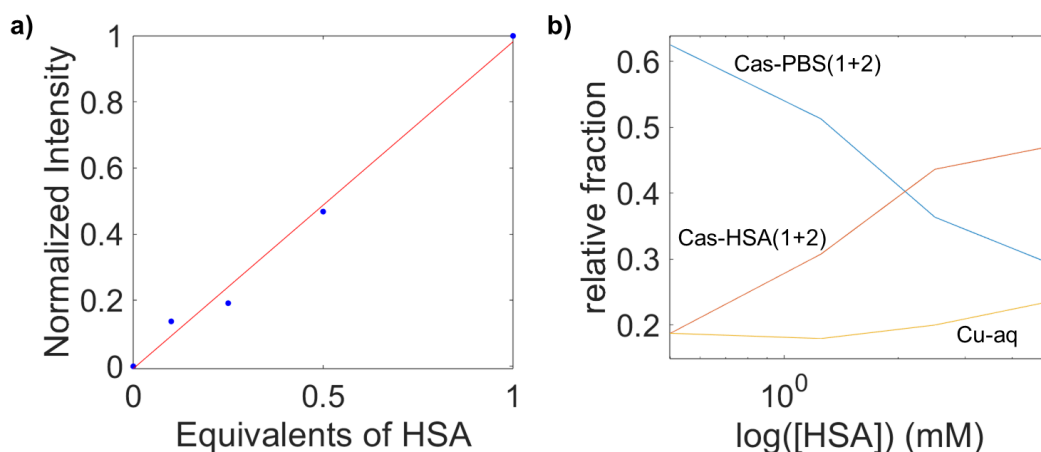 a)
Normalized Intensity
1
0.8
0.6
0.4
0.2
0
0
0.5
1
Equivalents of HSA
b)
relative fraction
0.6
0.5
0.4
0.3
0.2
Cas-PBS(1+2)
Cas-HSA(1+2)
Cu-aq
10⁰
log([HSA]) (mM)